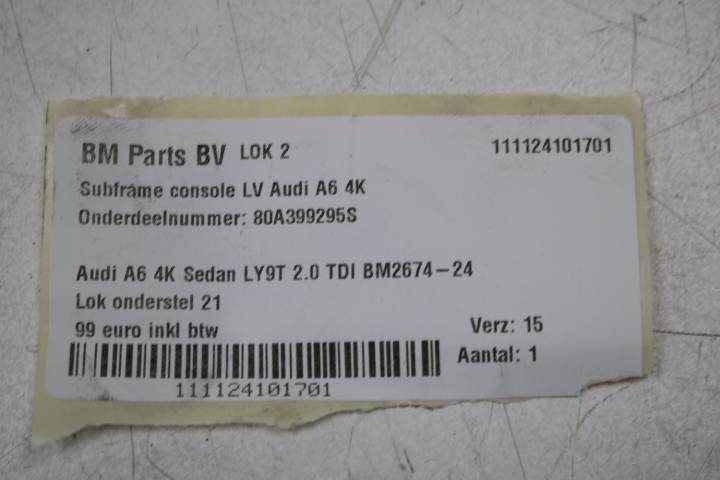 BM Parts BV LOK 2 111124101701
Subframe console LV Audi A6 4K
Onderdeelnummer: 80A399295S
Audi A6 4K Sedan LY9T 2.0 TDI BM2674-24
Lok onderstel 21
99 euro inkl btw Verz: 15
Aantal: 1
111124101701